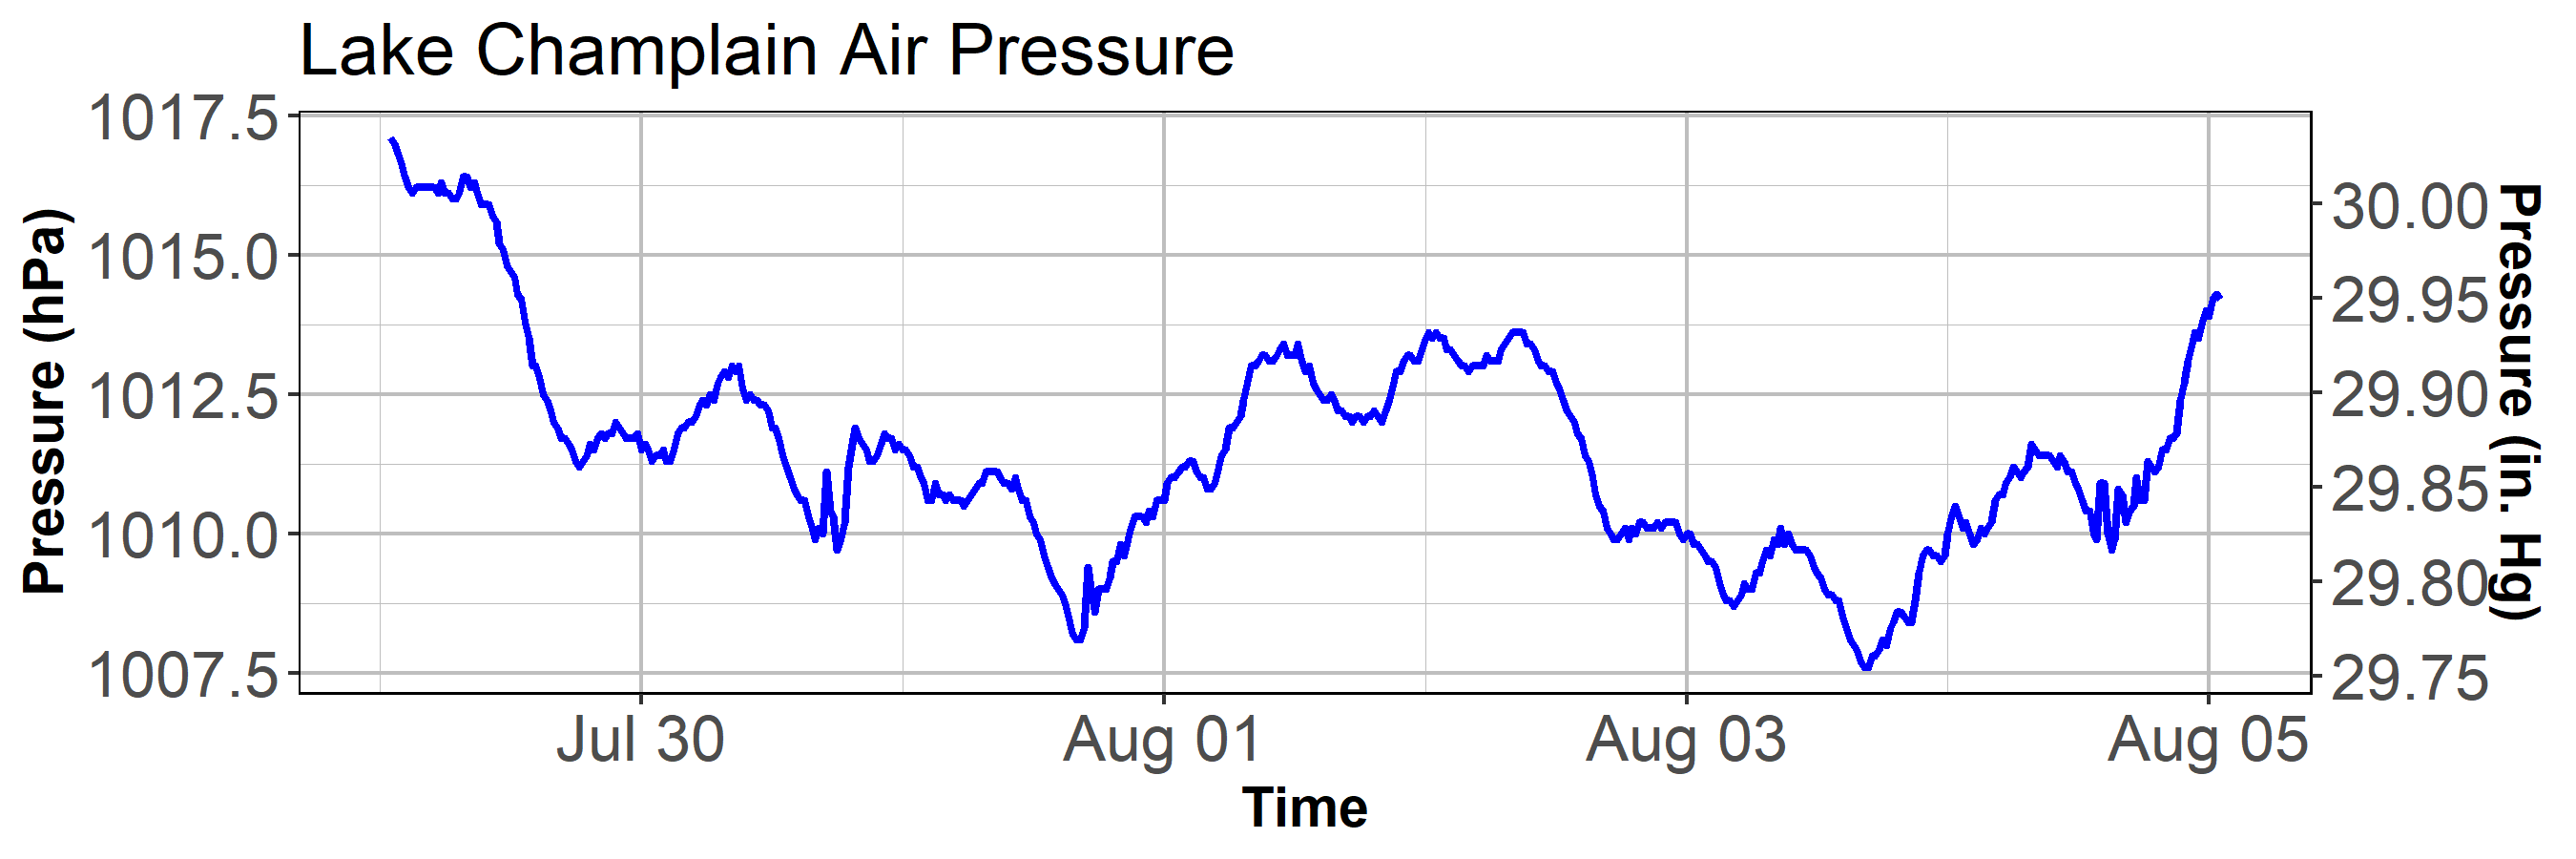 Lake Champlain Air Pressure
Pressure (hPa)
1017.5
1015.0
1012.5
1010.0
1007.5
30.00
29.95
29.90
29.85
29.80
29.75
Pressure (in. Hg)
Jul 30 Aug 01 Aug 03 Aug 05
Time